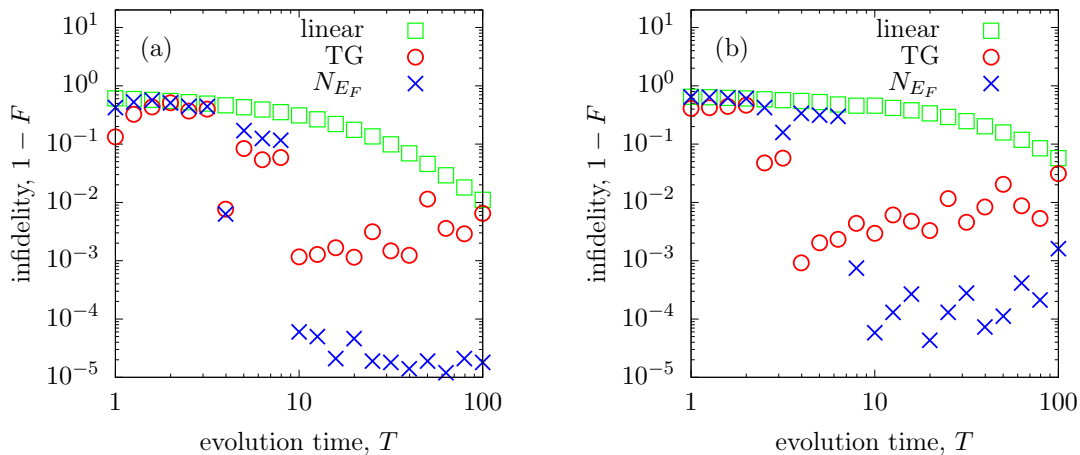 (a)
linear
TG
N_{E_F}
infidelity, 1 − F
10^1
10^0
10^{-1}
10^{-2}
10^{-3}
10^{-4}
10^{-5}
1
10
100
evolution time, T
(b)
linear
TG
N_{E_F}
infidelity, 1 − F
10^1
10^0
10^{-1}
10^{-2}
10^{-3}
10^{-4}
10^{-5}
1
10
100
evolution time, T